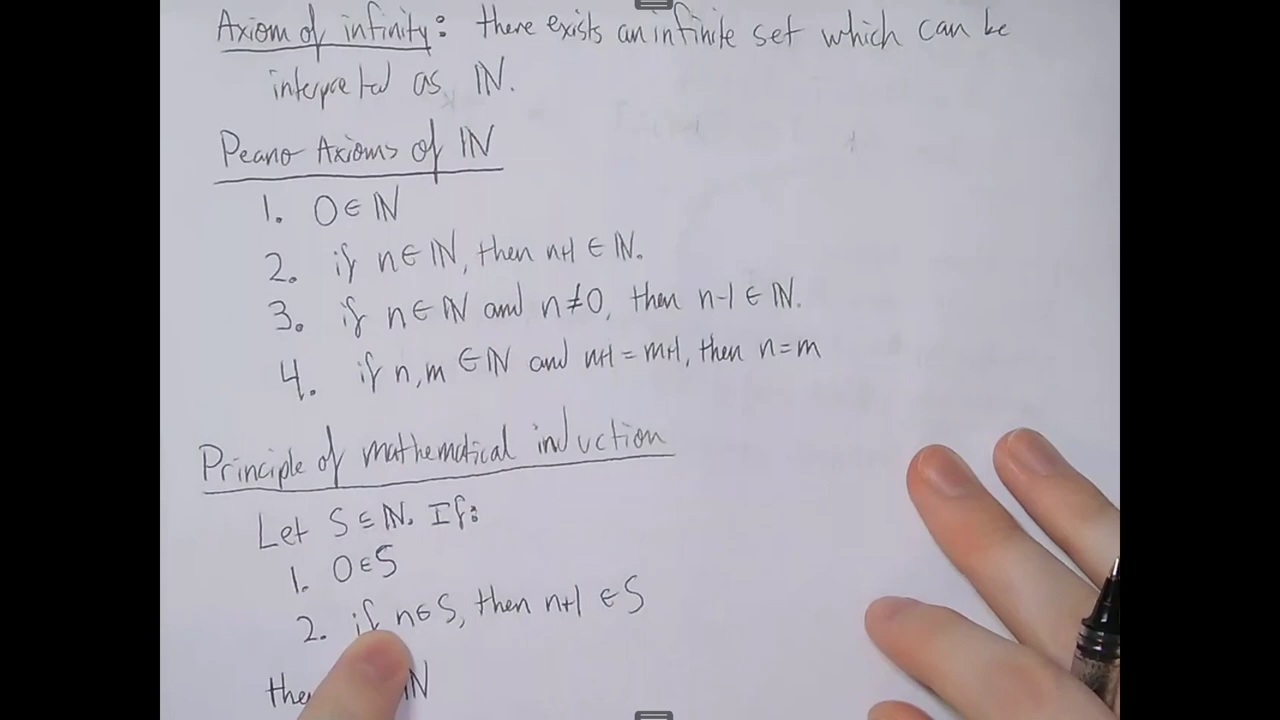 Axiom of infinity: there exists an infinite set which can be
interpreted as ℕ.
Peano Axioms of ℕ
1. 0 ∈ ℕ
2. if n ∈ ℕ, then n+1 ∈ ℕ.
3. if n ∈ ℕ and n ≠ 0, then n-1 ∈ ℕ.
4. if n, m ∈ ℕ and n+1 = m+1, then n = m
Principle of mathematical induction
Let S ⊆ ℕ. If:
1. 0 ∈ S
2. if n ∈ S, then n+1 ∈ S
ℕ